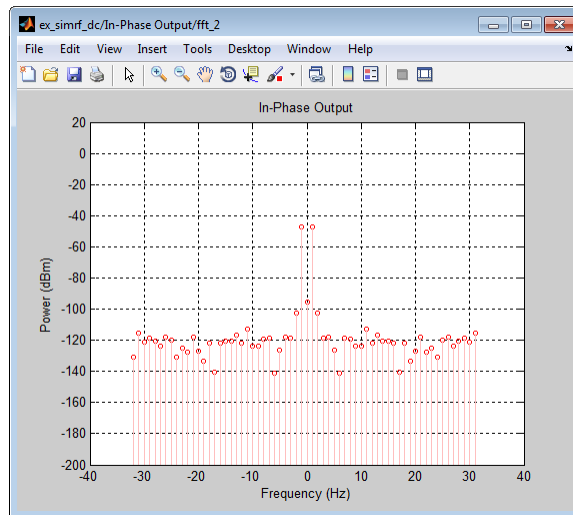 ex_simrf_dc/In-Phase Output/fft_2
File Edit View Insert Tools Desktop Window Help
In-Phase Output
20
0
-20
-40
-60
-80
-100
-120
-140
-160
-180
-200
Power (dBm)
-40 -30 -20 -10 0 10 20 30 40
Frequency (Hz)